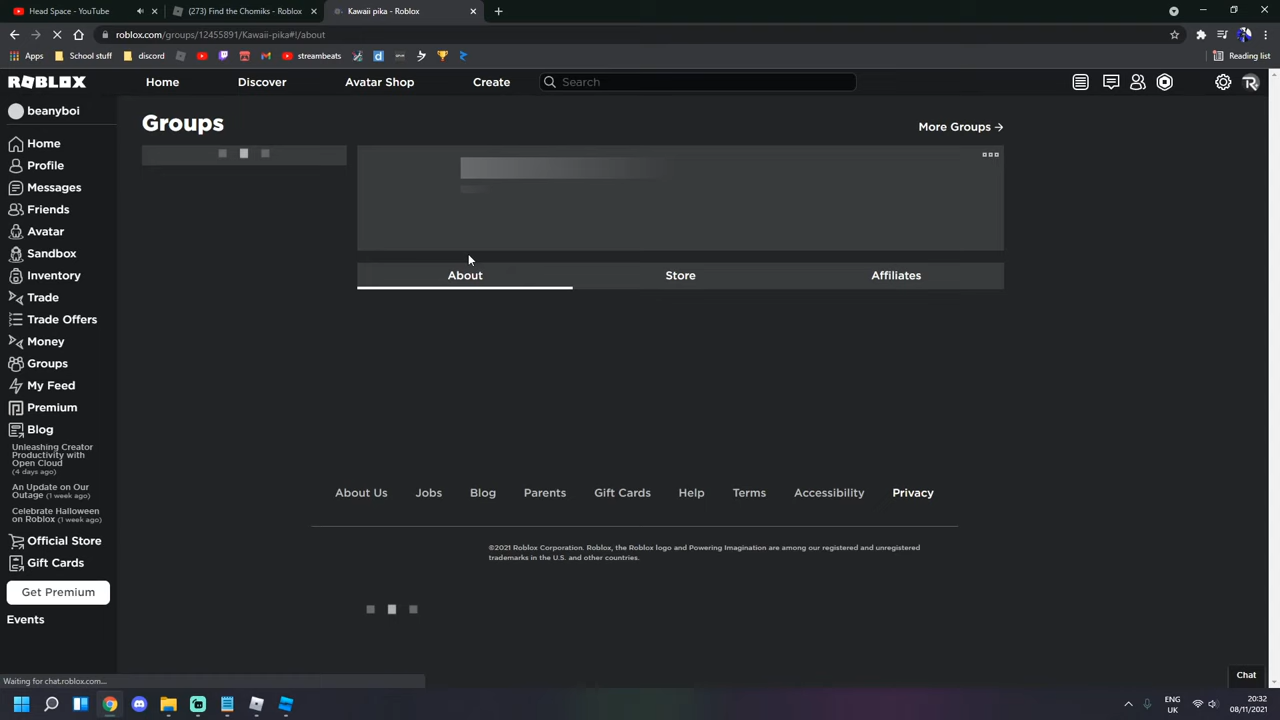 Head Space - YouTube
(273) Find the Chomiks - Roblox
Kawaii pika - Roblox
roblox.com/groups/12455891/Kawaii-pika#!/about
Apps
School stuff
discord
streambeats
Reading list
ROBLOX
Home
Discover
Avatar Shop
Create
Search
beanyboi
Home
Profile
Messages
Friends
Avatar
Sandbox
Inventory
Trade
Trade Offers
Money
Groups
My Feed
Premium
Blog
Unleashing Creator
Productivity with
Open Cloud
(4 days ago)
An Update on Our
Outage (1 week ago)
Celebrate Halloween
on Roblox (1 week ago)
Official Store
Gift Cards
Get Premium
Events
Groups
More Groups →
About
Store
Affiliates
About Us
Jobs
Blog
Parents
Gift Cards
Help
Terms
Accessibility
Privacy
©2021 Roblox Corporation. Roblox, the Roblox logo and Powering Imagination are among our registered and unregistered
trademarks in the U.S. and other countries.
Chat
Waiting for chat.roblox.com...
ENG
UK
20:32
08/11/2021